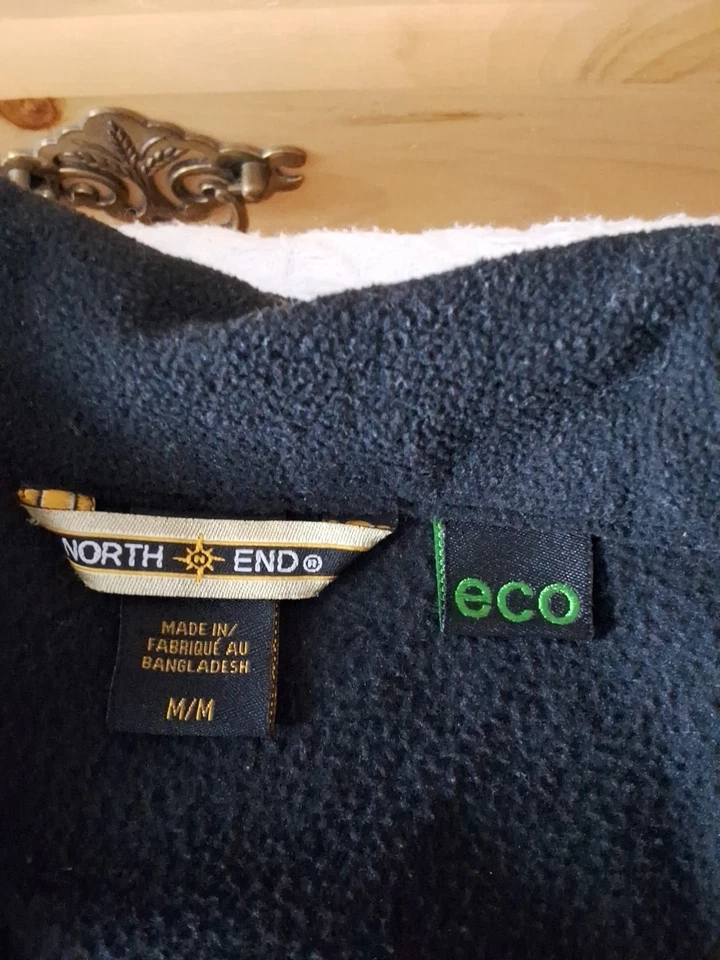 NORTH N END®
MADE IN/
FABRIQUÉ AU
BANGLADESH
M/M
eco